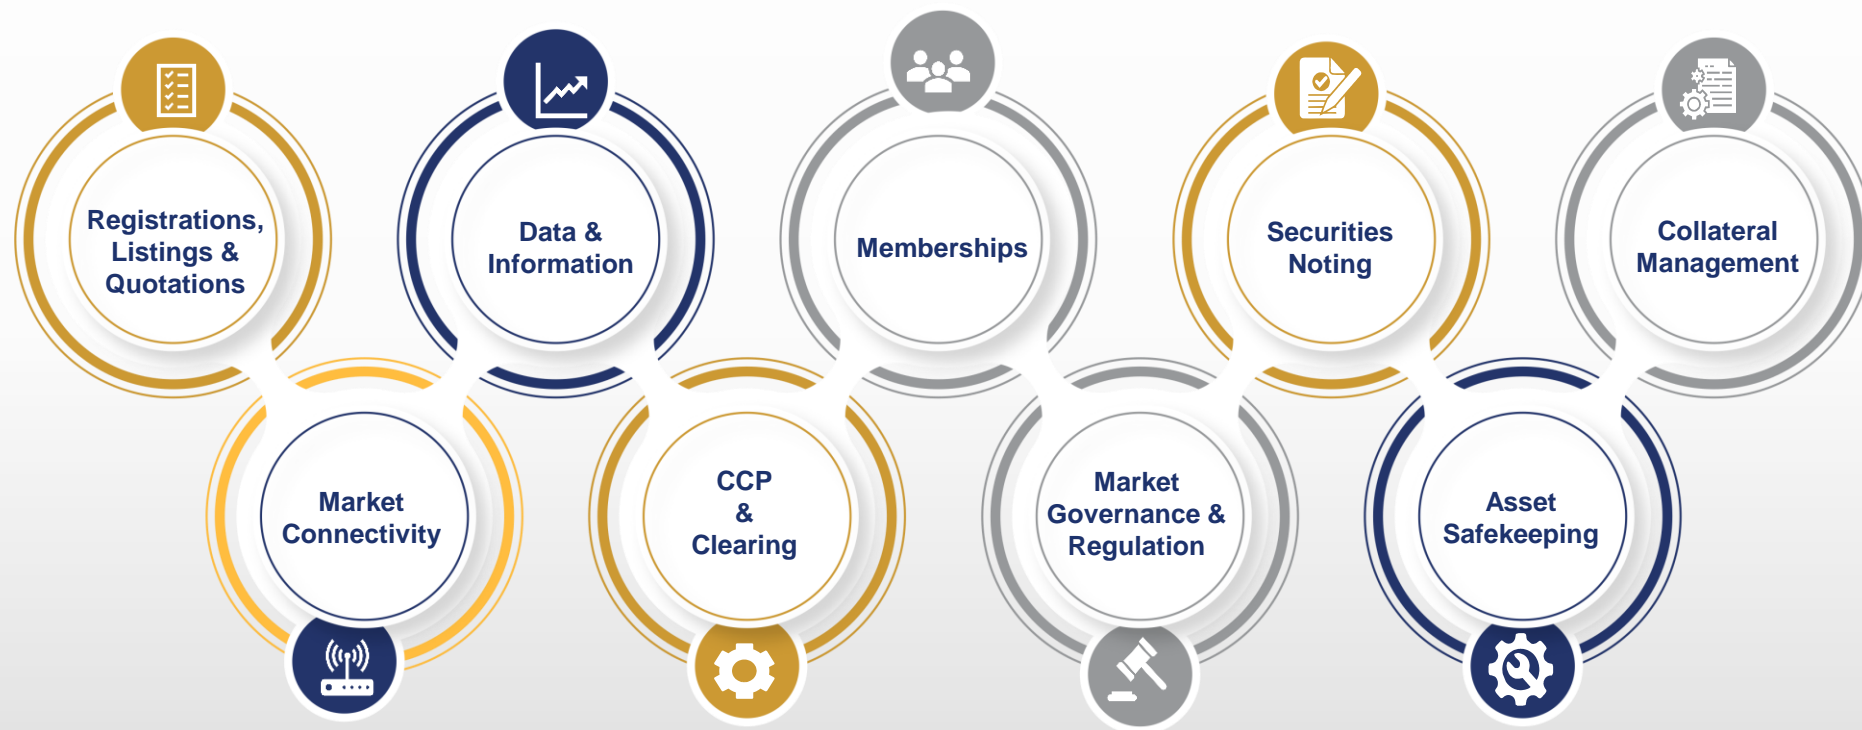 Registrations,
Listings &
Quotations
Data &
Information
Memberships
Securities
Noting
Collateral
Management
Market
Connectivity
CCP
&
Clearing
Market
Governance &
Regulation
Asset
Safekeeping